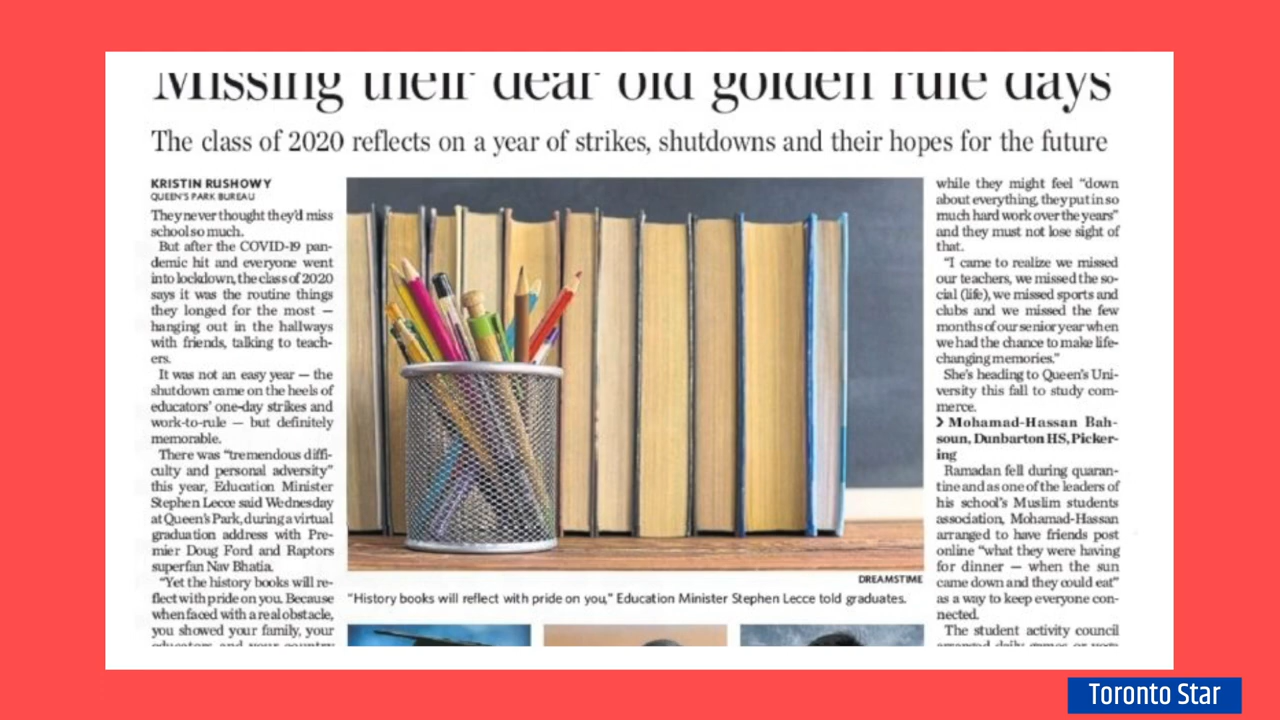 Missing their dear old golden rule days
The class of 2020 reflects on a year of strikes, shutdowns and their hopes for the future
KRISTIN RUSHOWY
QUEEN'S PARK BUREAU
They never thought they'd miss
school so much.
But after the COVID-19 pan-
demic hit and everyone went
into lockdown, the class of 2020
says it was the routine things
they longed for the most —
hanging out in the hallways
with friends, talking to teach-
ers.
It was not an easy year — the
shutdown came on the heels of
educators' one-day strikes and
work-to-rule — but definitely
memorable.
There was “tremendous diffi-
culty and personal adversity”
this year, Education Minister
Stephen Lecce said Wednesday
at Queen's Park, during a virtual
graduation address with Pre-
mier Doug Ford and Raptors
superfan Nav Bhatia.
“Yet the history books will re-
flect with pride on you. Because
when faced with a real obstacle,
you showed your family, your
educators and your country
DREAMSTIME
“History books will reflect with pride on you,” Education Minister Stephen Lecce told graduates.
while they might feel “down
about everything, they put in so
much hard work over the years”
and they must not lose sight of
that.
“I came to realize we missed
our teachers, we missed the so-
cial (life), we missed sports and
clubs and we missed the few
months of our senior year when
we had the chance to make life-
changing memories.”
She's heading to Queen's Uni-
versity this fall to study com-
merce.
> Mohamad-Hassan Bah-
soun, Dunbarton HS, Picker-
ing
Ramadan fell during quaran-
tine and as one of the leaders of
his school's Muslim students
association, Mohamad-Hassan
arranged to have friends post
online “what they were having
for dinner — when the sun
came down and they could eat”
as a way to keep everyone con-
nected.
The student activity council
arranged daily games or
Toronto Star